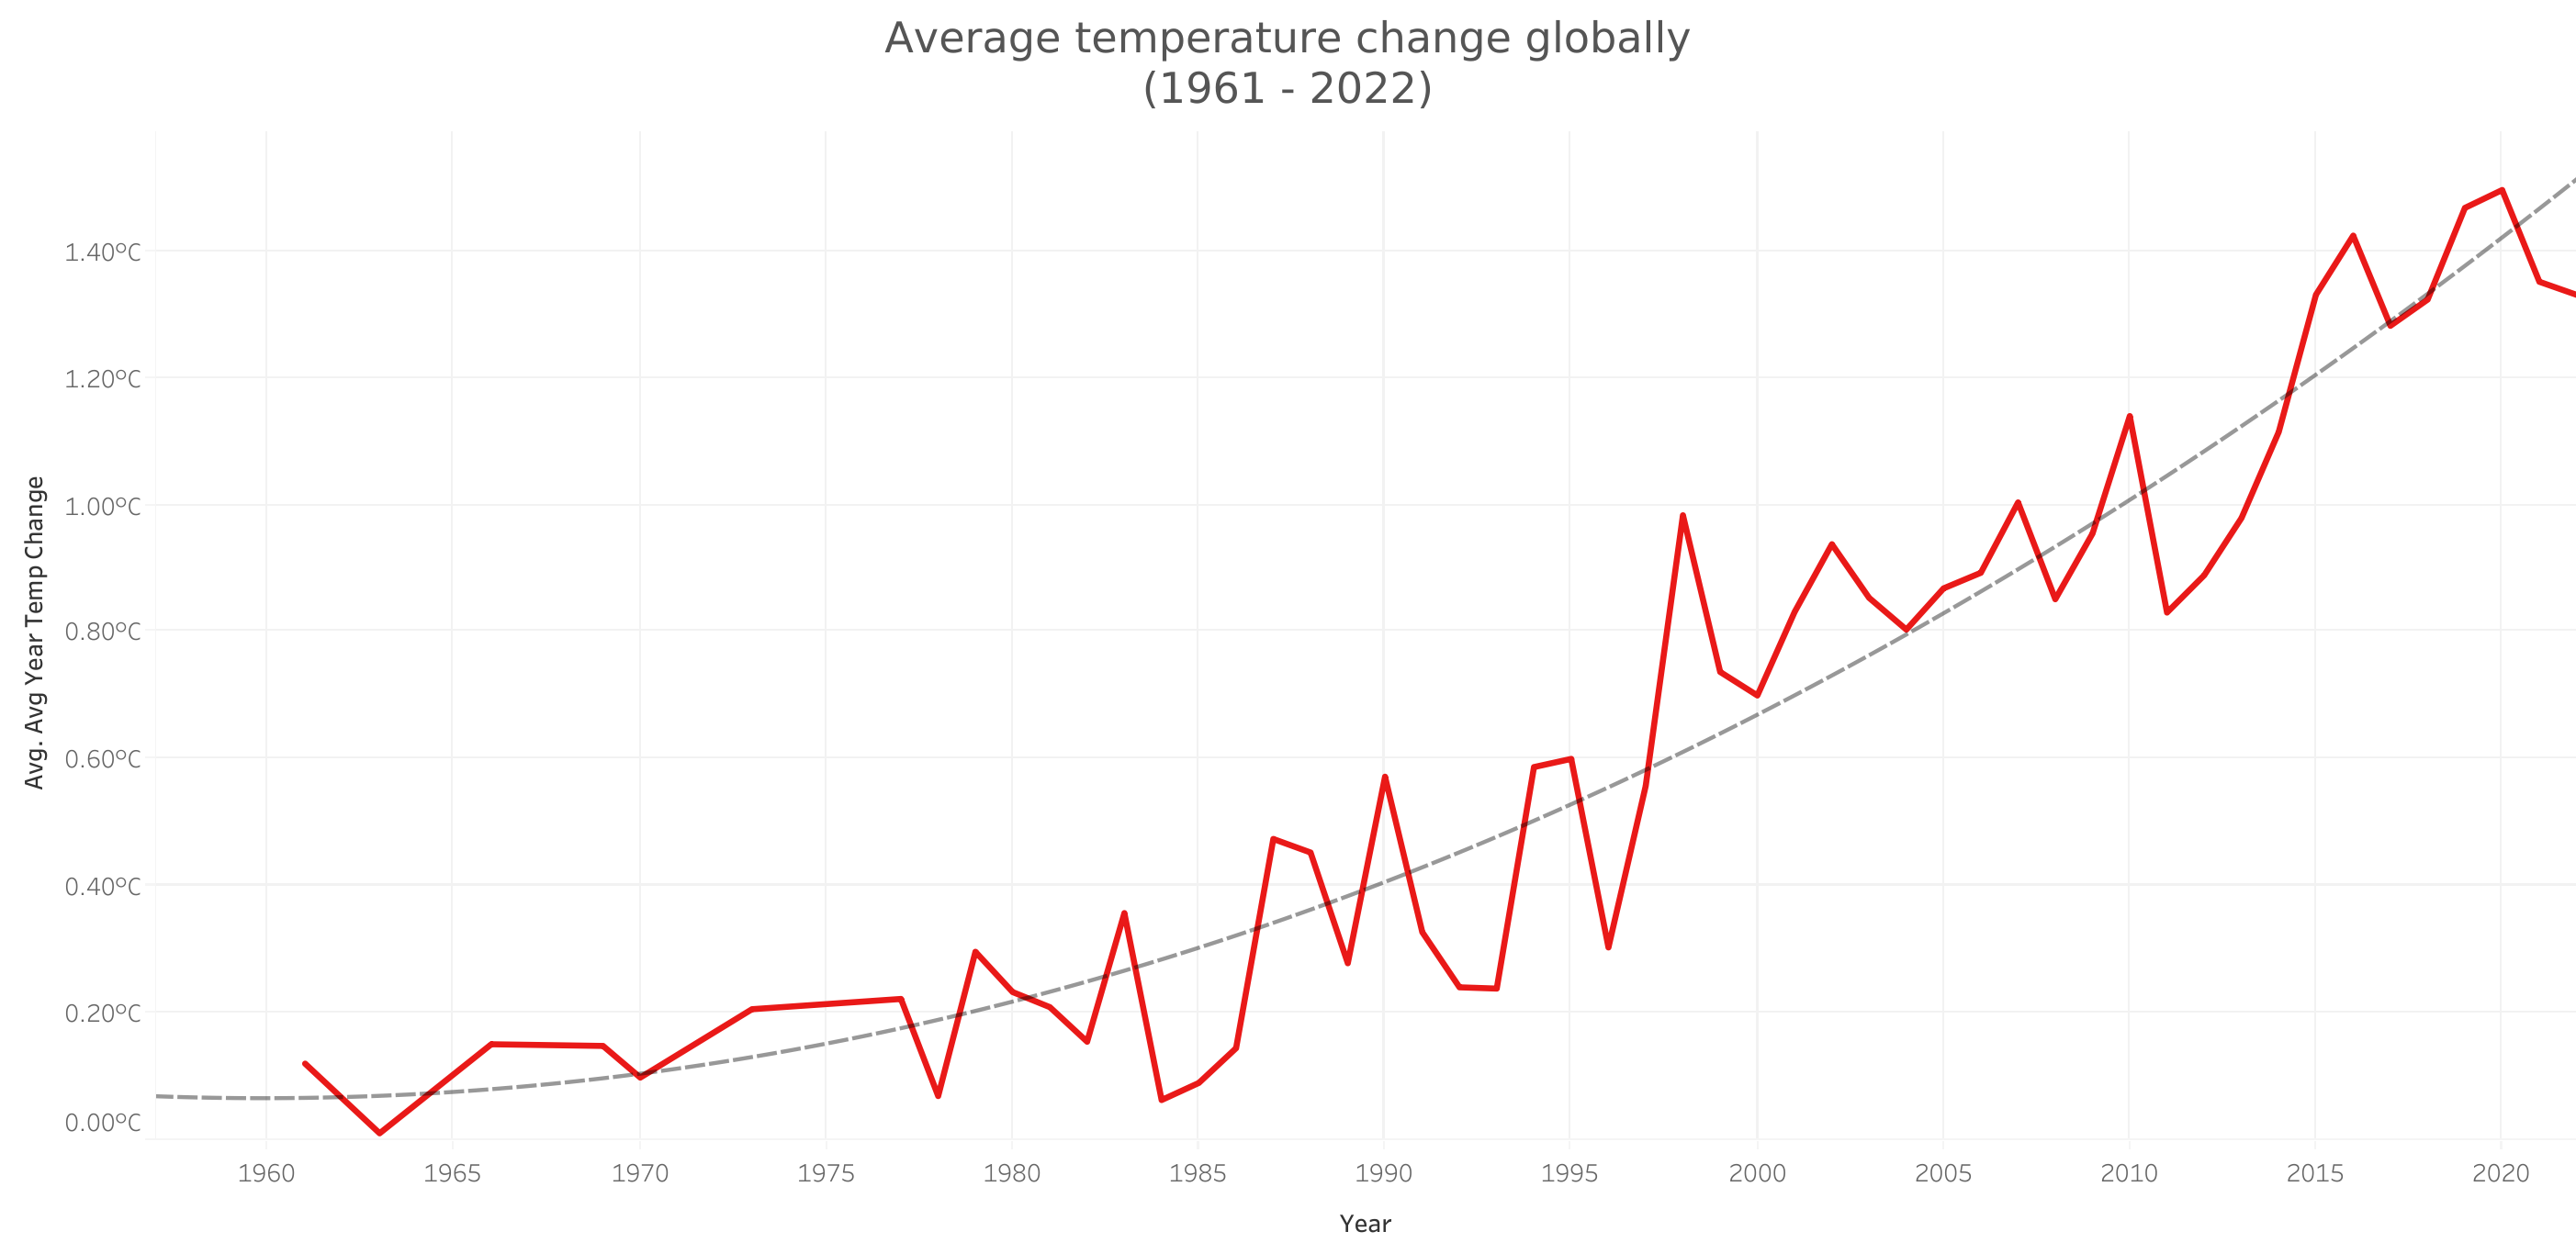 Average temperature change globally
(1961 - 2022)
Avg. Avg Year Temp Change
1.40°C
1.20°C
1.00°C
0.80°C
0.60°C
0.40°C
0.20°C
0.00°C
1960 1965 1970 1975 1980 1985 1990 1995 2000 2005 2010 2015 2020
Year